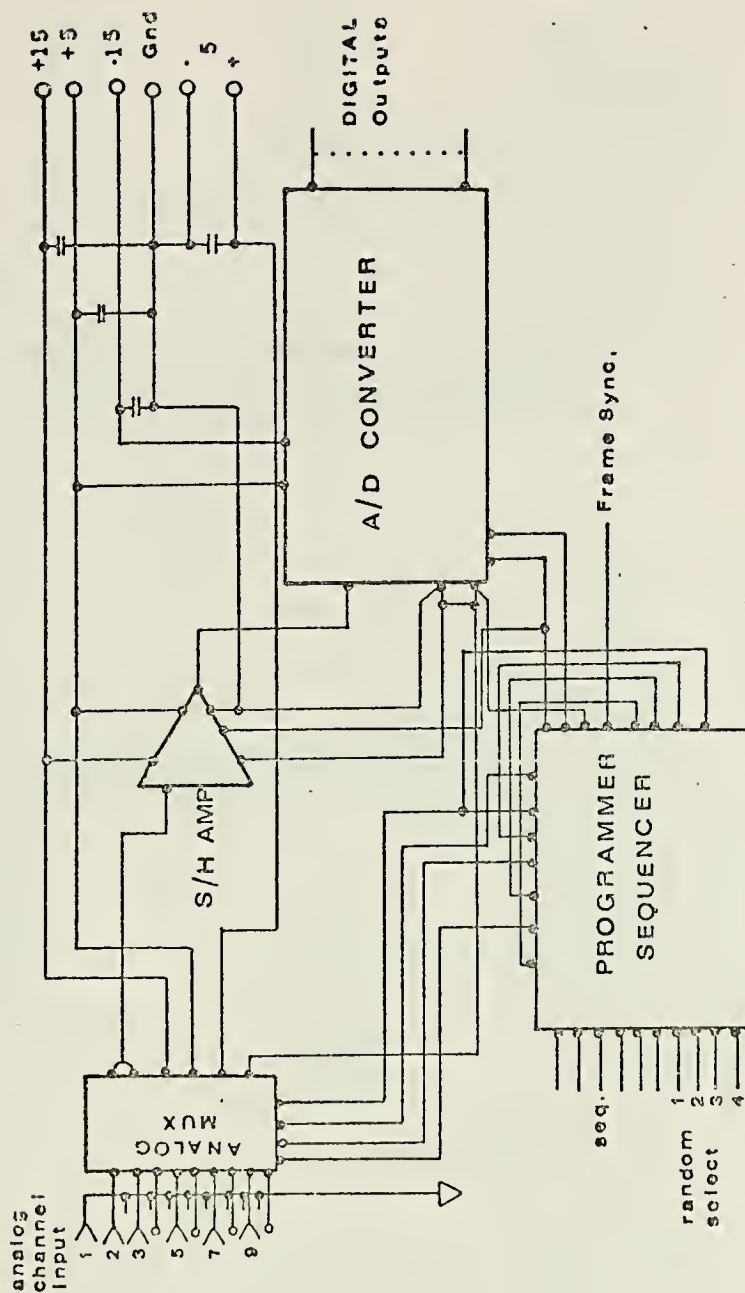 +15
+5
-15
Gnd
- 5
+
DIGITAL
Outputs
A/D CONVERTER
S/H AMP
ANALOG
MUX
analog
channel
input
1
2
3
5
7
9
Frame Sync.
PROGRAMMER
SEQUENCER
seq.
random
select
1
2
3
4